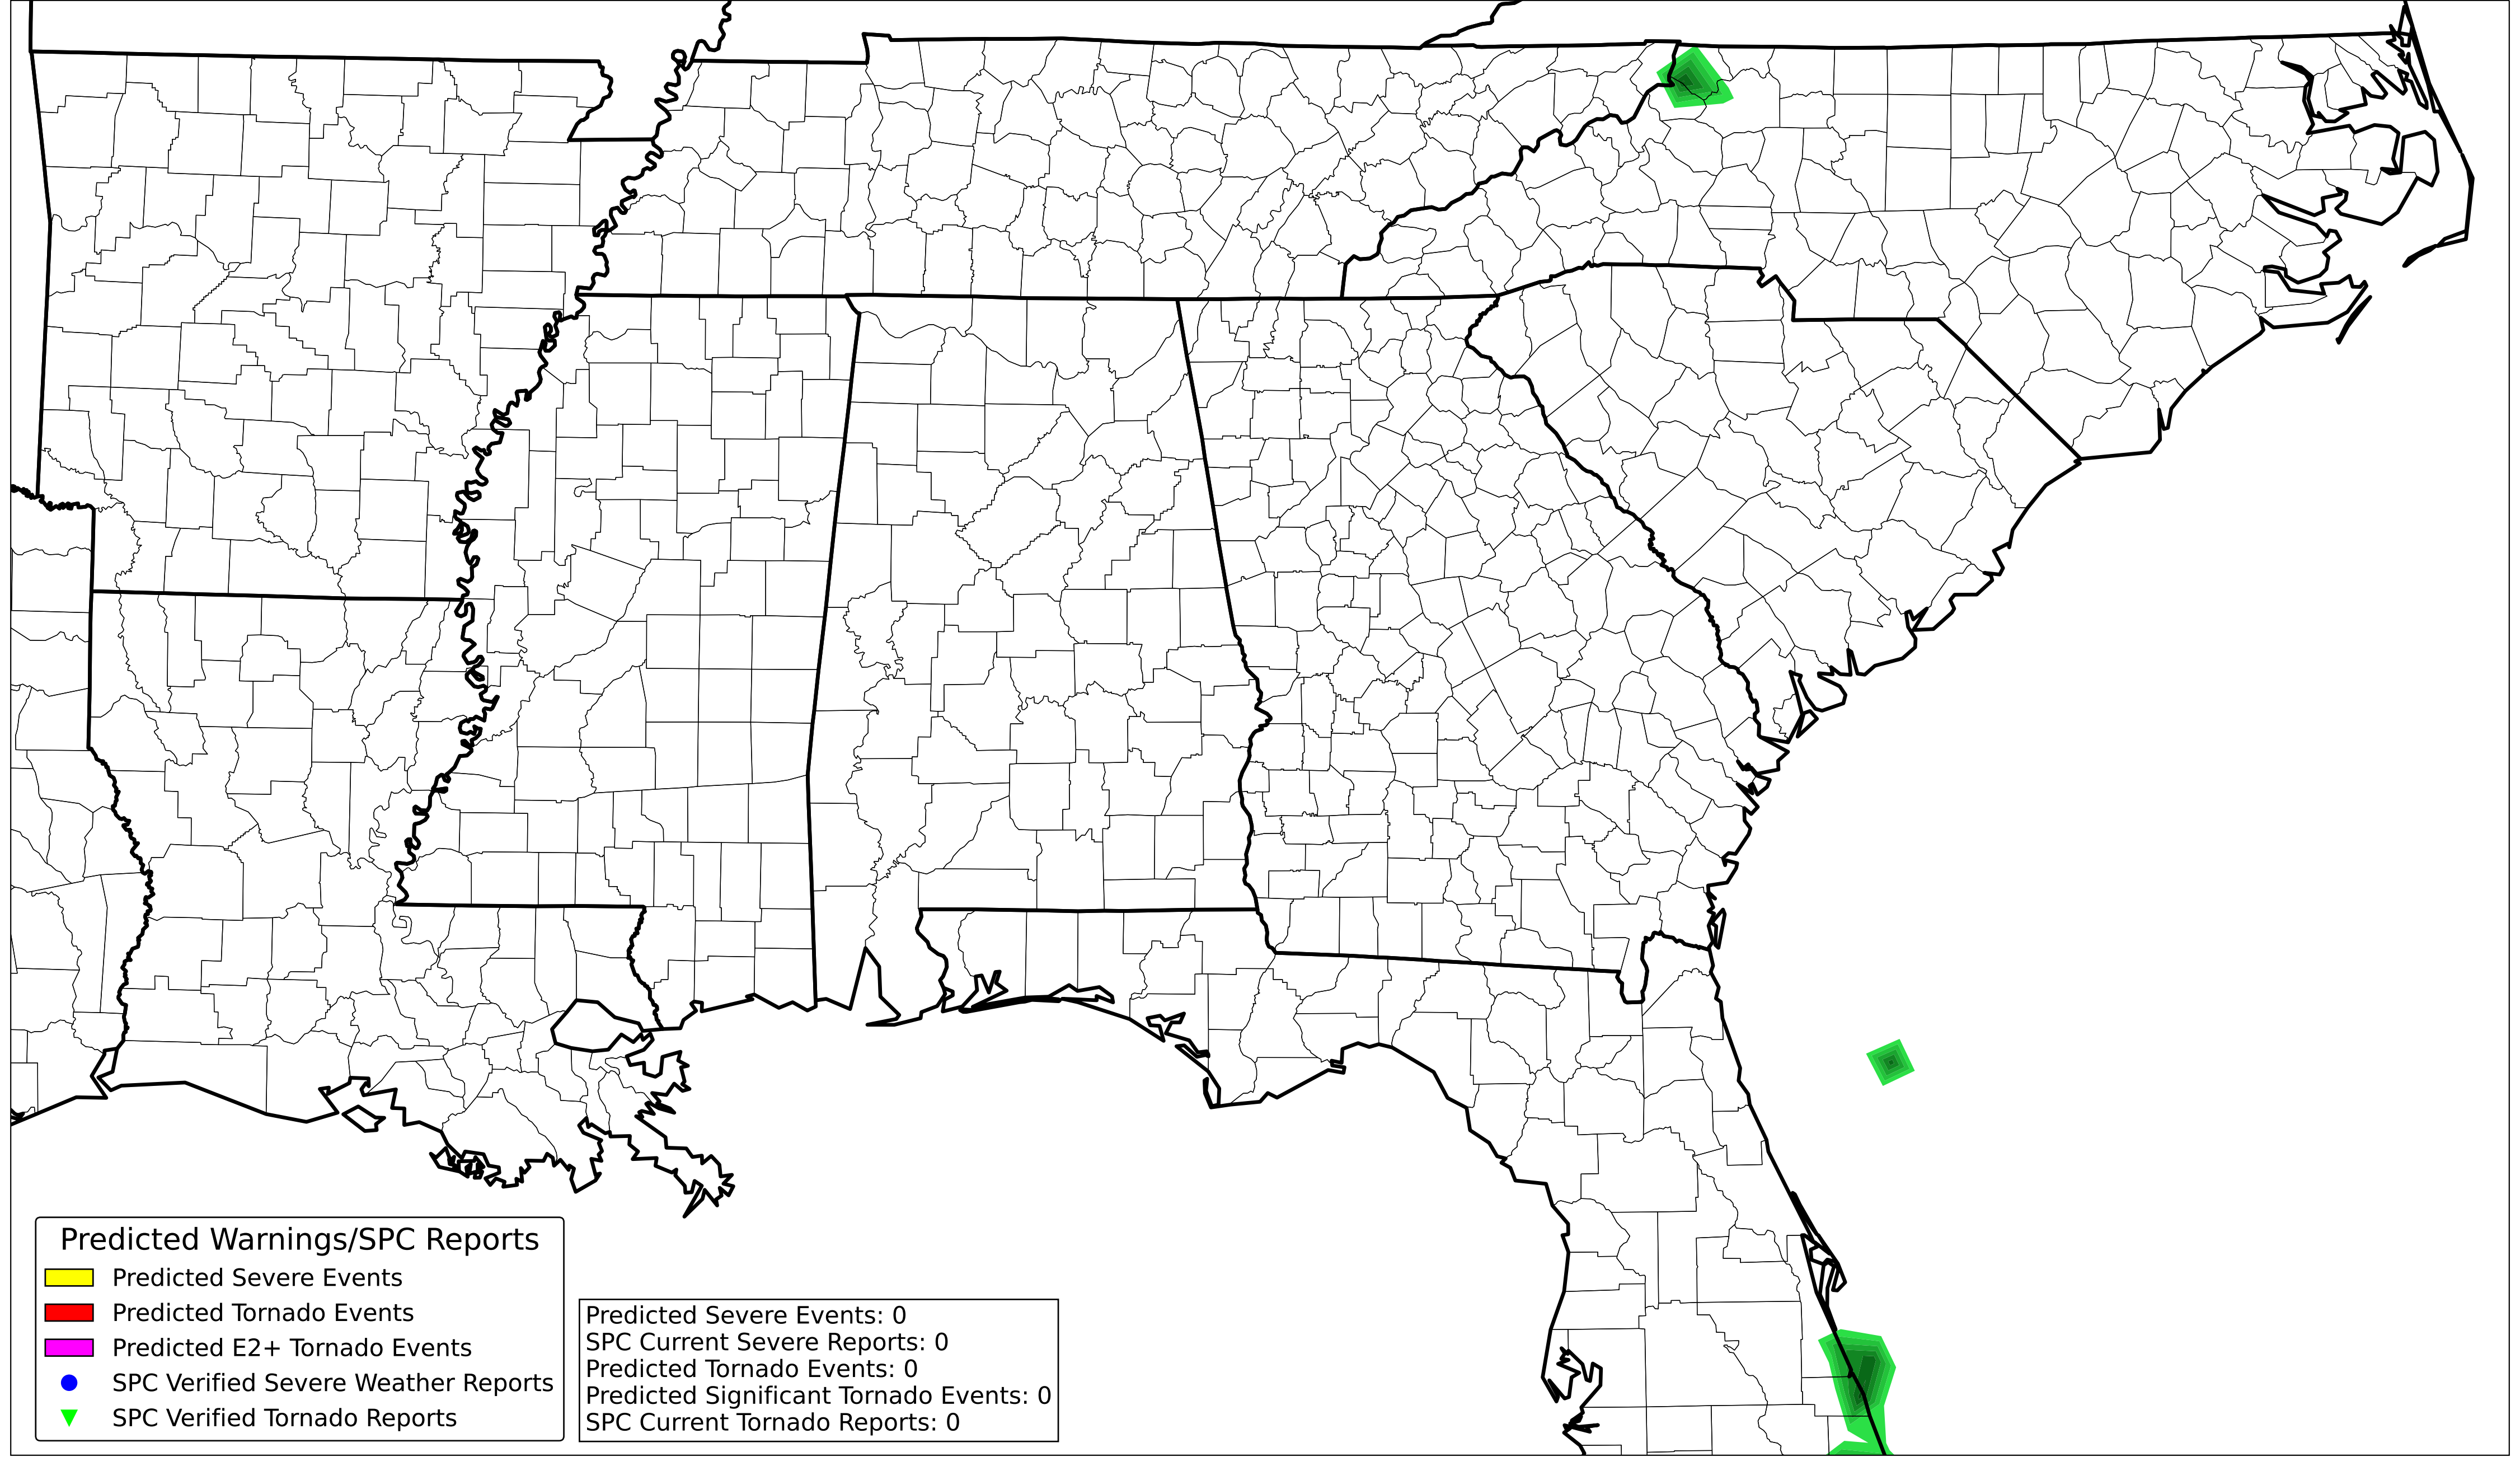 Predicted Warnings/SPC Reports
Predicted Severe Events
Predicted Tornado Events
Predicted E2+ Tornado Events
SPC Verified Severe Weather Reports
SPC Verified Tornado Reports
Predicted Severe Events: 0
SPC Current Severe Reports: 0
Predicted Tornado Events: 0
Predicted Significant Tornado Events: 0
SPC Current Tornado Reports: 0